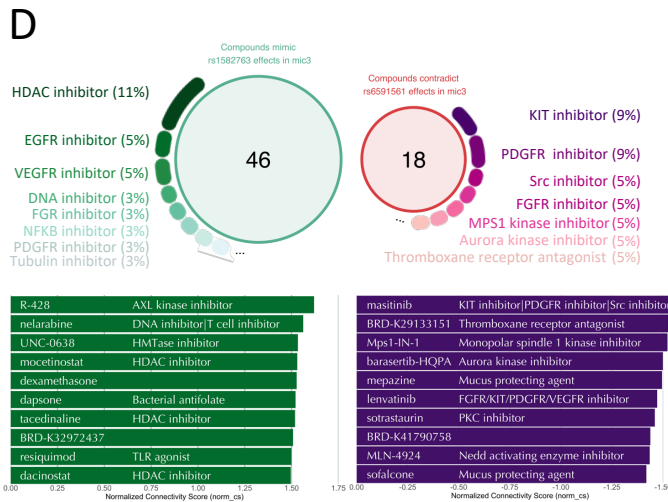 D
Compounds mimic
rs1582763 effects in mic3
HDAC inhibitor (11%)
EGFR inhibitor (5%)
VEGFR inhibitor (5%)
DNA inhibitor (3%)
FGR inhibitor (3%)
NFKB inhibitor (3%)
PDGFR inhibitor (3%)
Tubulin inhibitor (3%)
...
46
Compounds contradict
rs6591561 effects in mic3
18
...
KIT inhibitor (9%)
PDGFR inhibitor (9%)
Src inhibitor (5%)
FGFR inhibitor (5%)
MPS1 kinase inhibitor (5%)
Aurora kinase inhibitor (5%)
Thromboxane receptor antagonist (5%)
R-428 AXL kinase inhibitor
nelarabine DNA inhibitor|T cell inhibitor
UNC-0638 HMTase inhibitor
mocetinostat HDAC inhibitor
dexamethasone
dapsone Bacterial antifolate
tacedinaline HDAC inhibitor
BRD-K32972437
resiquimod TLR agonist
dacinostat HDAC inhibitor
0.00 0.25 0.50 0.75 1.00 1.25 1.50 1.75
Normalized Connectivity Score (norm_cs)
masitinib KIT inhibitor|PDGFR inhibitor|Src inhibitor
BRD-K29133151 Thromboxane receptor antagonist
Mps1-IN-1 Monopolar spindle 1 kinase inhibitor
barasertib-HQPA Aurora kinase inhibitor
mepazine Mucus protecting agent
lenvatinib FGFR/KIT/PDGFR/VEGFR inhibitor
sotrastaurin PKC inhibitor
BRD-K41790758
MLN-4924 Nedd activating enzyme inhibitor
sofalcone Mucus protecting agent
0.00 -0.25 -0.50 -0.75 -1.00 -1.25 -1.50
Normalized Connectivity Score (norm_cs)